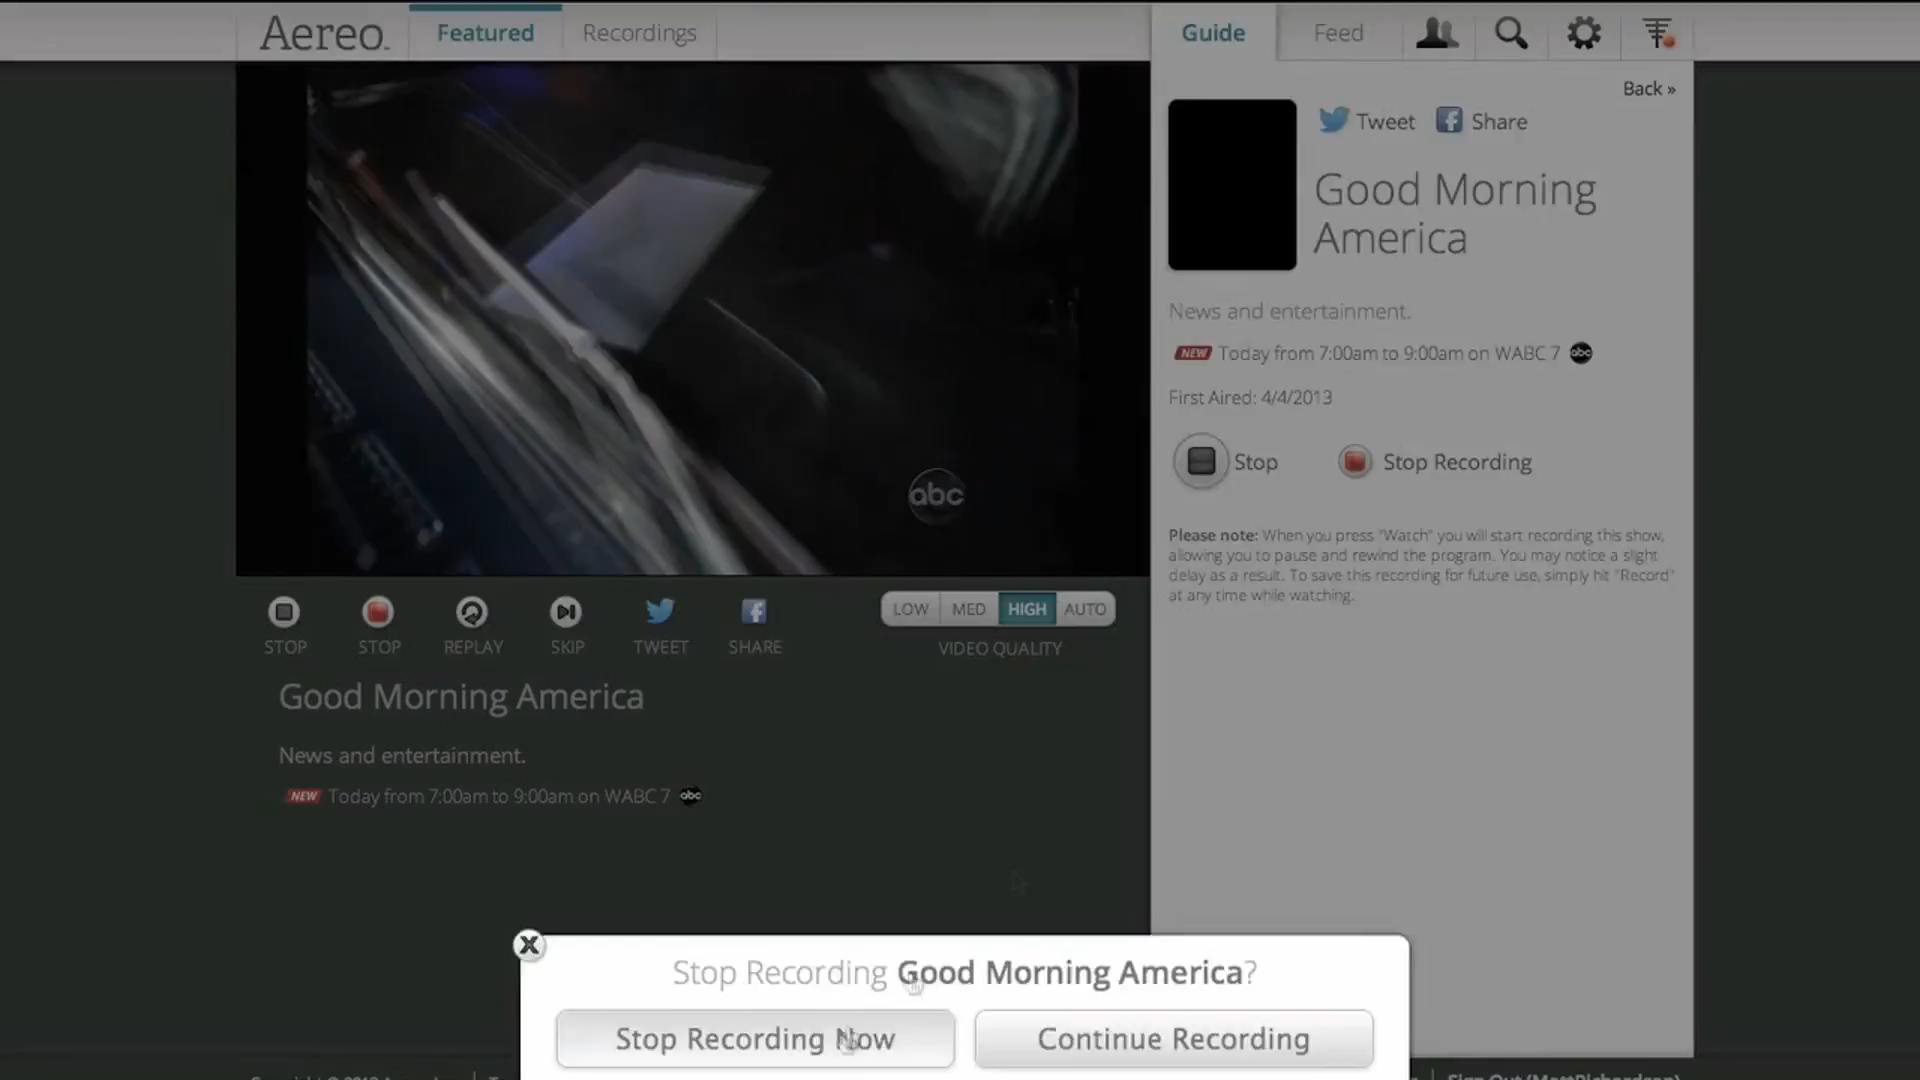 Aereo.
Featured
Recordings
Guide
Feed
Back »
Tweet
Share
Good Morning
America
News and entertainment.
NEW Today from 7:00am to 9:00am on WABC 7 abc
First Aired: 4/4/2013
Stop
Stop Recording
Please note: When you press "Watch" you will start recording this show,
allowing you to pause and rewind the program. You may notice a slight
delay as a result. To save this recording for future use, simply hit "Record"
at any time while watching.
abc
STOP
STOP
REPLAY
SKIP
TWEET
SHARE
LOW MED HIGH AUTO
VIDEO QUALITY
Good Morning America
News and entertainment.
NEW Today from 7:00am to 9:00am on WABC 7 abc
X
Stop Recording Good Morning America?
Stop Recording Now
Continue Recording
Sign Out (MattRichardson)